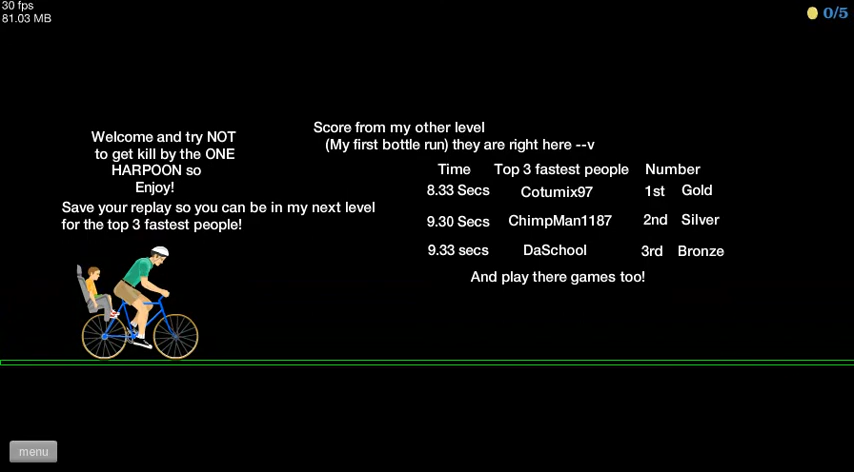 30 fps
81.03 MB
0/5
Welcome and try NOT
to get kill by the ONE
HARPOON so
Enjoy!
Save your replay so you can be in my next level
for the top 3 fastest people!
Score from my other level
(My first bottle run) they are right here --v
Time Top 3 fastest people Number
8.33 Secs Cotumix97 1st Gold
9.30 Secs ChimpMan1187 2nd Silver
9.33 secs DaSchool 3rd Bronze
And play there games too!
menu